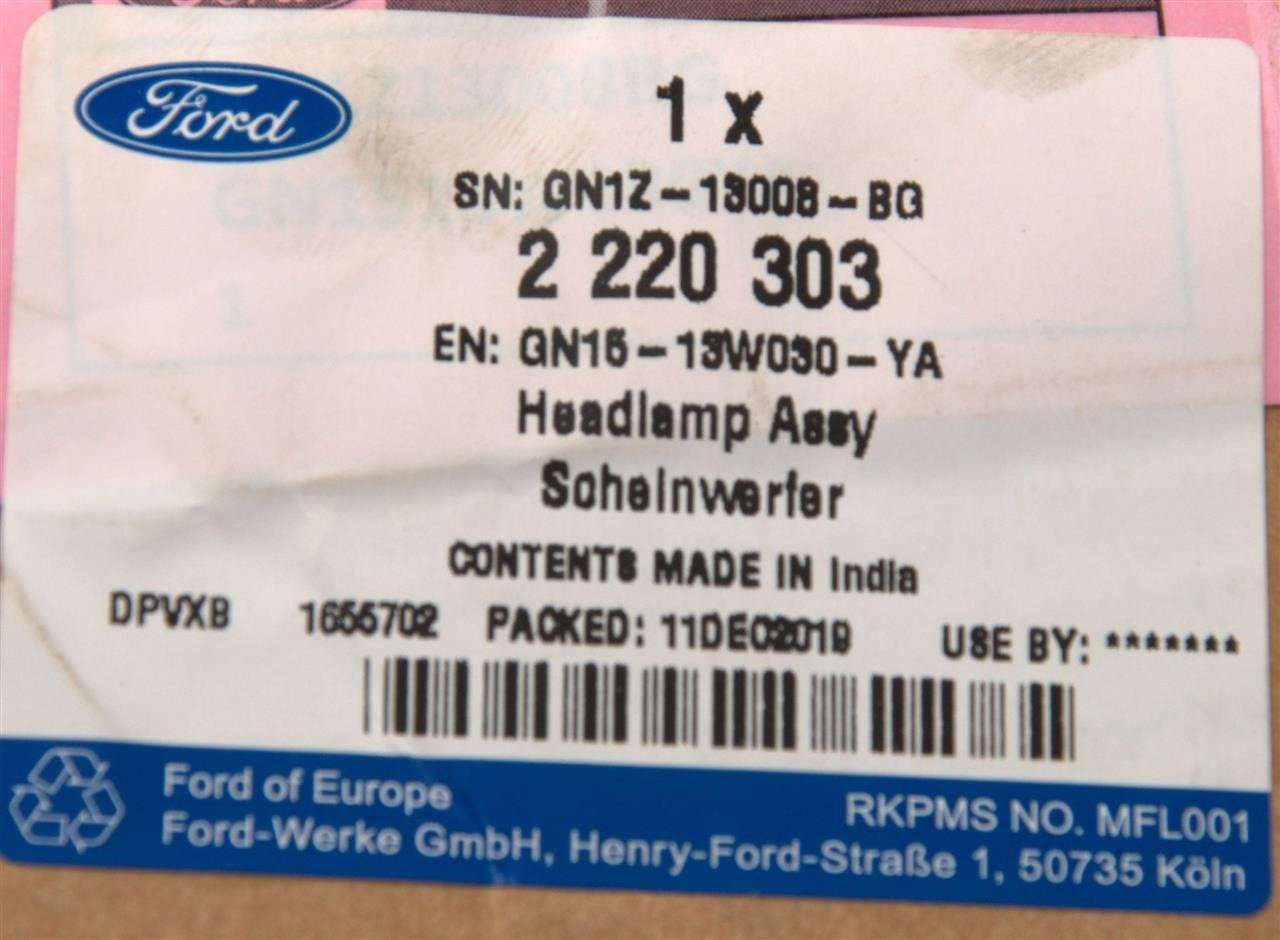 Ford
1 x
SN: GN1Z-13008-BG
2 220 303
EN: GN15-13W030-YA
Headlamp Assy
Scheinwerfer
CONTENTS MADE IN India
DPVXB 1655702 PACKED: 11DEC2019 USE BY: *******
Ford of Europe
RKPMS NO. MFL001
Ford-Werke GmbH, Henry-Ford-Straße 1, 50735 Köln